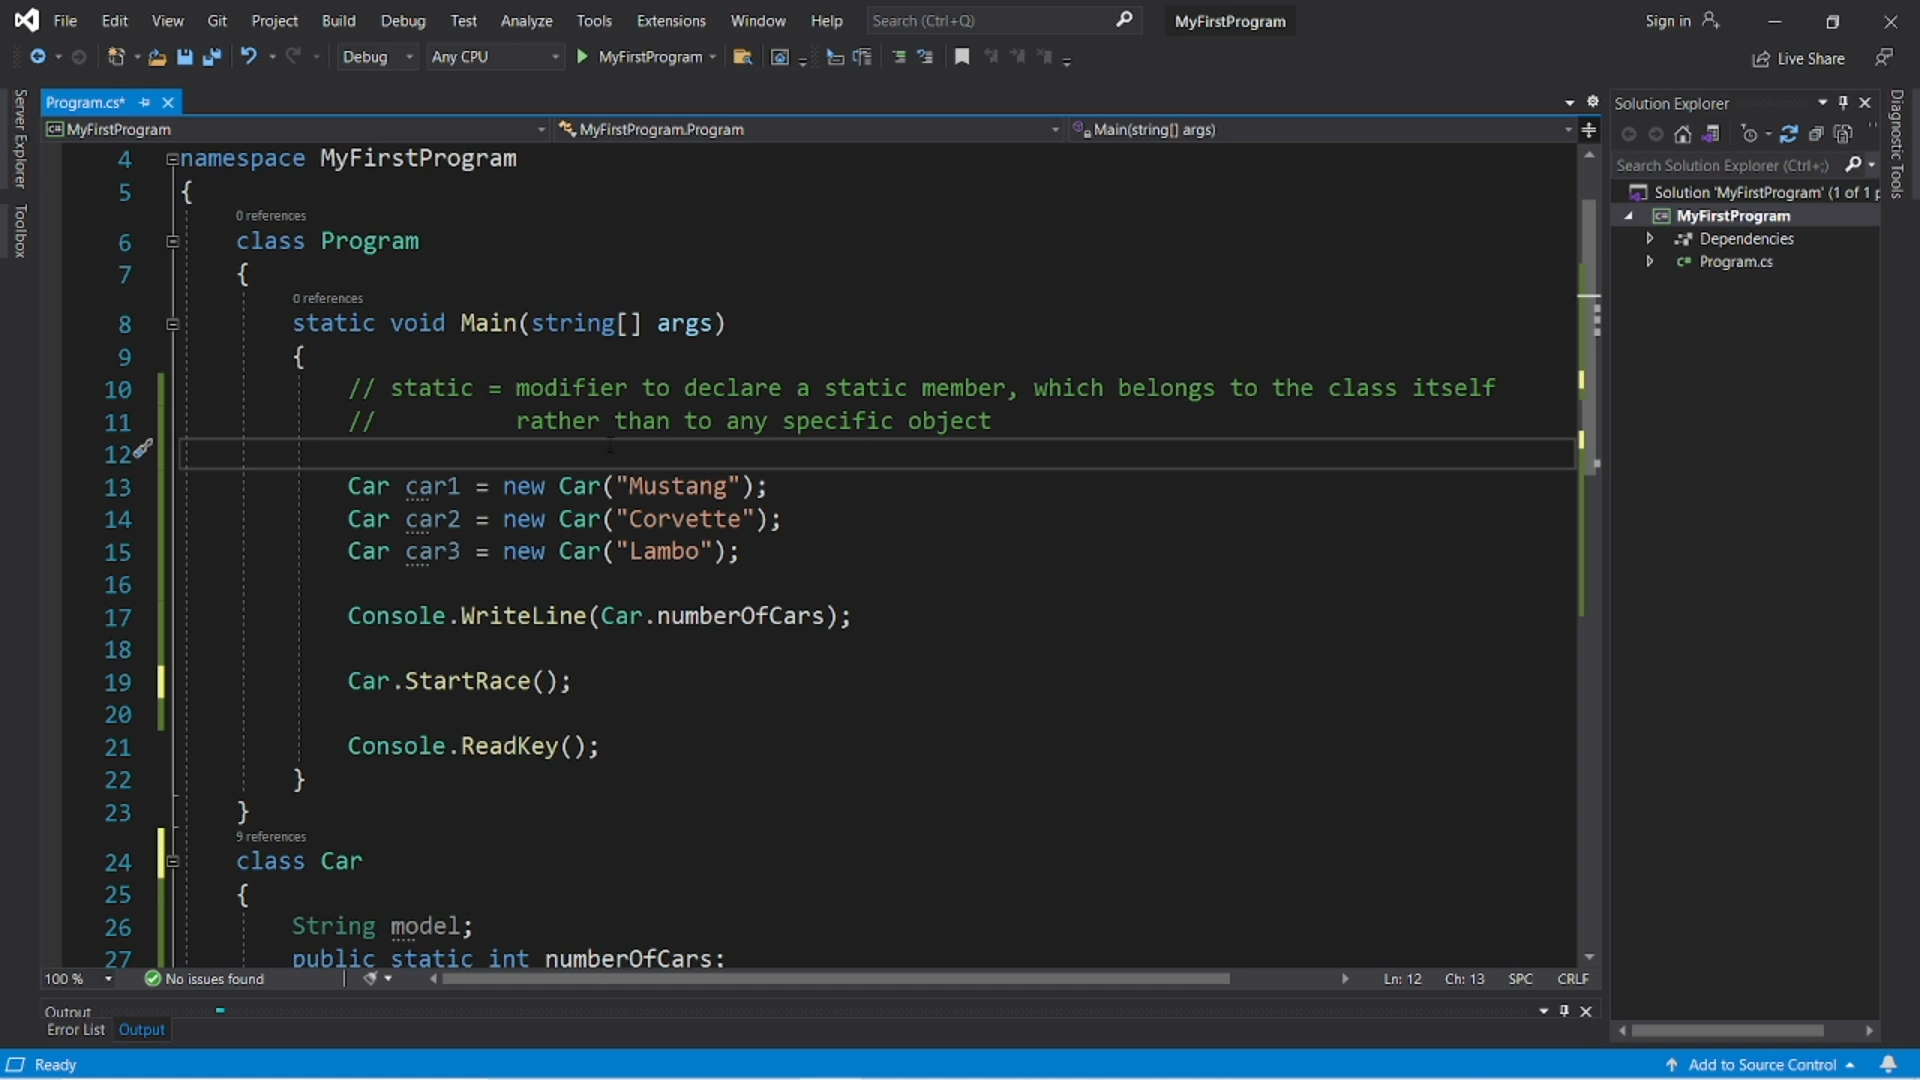 File Edit View Git Project Build Debug Test Analyze Tools Extensions Window Help Search (Ctrl+Q) MyFirstProgram Sign in
Debug Any CPU MyFirstProgram Live Share
Server Explorer
Toolbox
Program.cs*
MyFirstProgram MyFirstProgram.Program Main(string[] args)
4 namespace MyFirstProgram
5 {
0 references
6 class Program
7 {
0 references
8 static void Main(string[] args)
9 {
10 // static = modifier to declare a static member, which belongs to the class itself
11 // rather than to any specific object
12
13 Car car1 = new Car("Mustang");
14 Car car2 = new Car("Corvette");
15 Car car3 = new Car("Lambo");
16
17 Console.WriteLine(Car.numberOfCars);
18
19 Car.StartRace();
20
21 Console.ReadKey();
22 }
23 }
9 references
24 class Car
25 {
26 String model;
27 public static int numberOfCars;
100 % No issues found Ln: 12 Ch: 13 SPC CRLF
Output
Error List Output
Solution Explorer
Search Solution Explorer (Ctrl+;)
Solution 'MyFirstProgram' (1 of 1 p
MyFirstProgram
Dependencies
C# Program.cs
Diagnostic Tools
Ready Add to Source Control